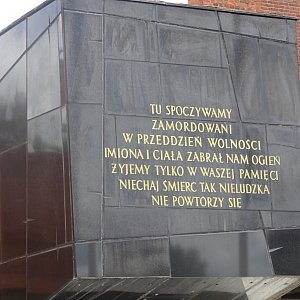 TU SPOCZYWAMY
ZAMORDOWANI
W PRZEDDZIEŃ WOLNOŚCI
IMIONA I CIAŁA ZABRAŁ NAM OGIEŃ
ŻYJEMY TYLKO W WASZEJ PAMIĘCI
NIECHAJ ŚMIERĆ TAK NIELUDZKA
NIE POWTÓRZY SIĘ